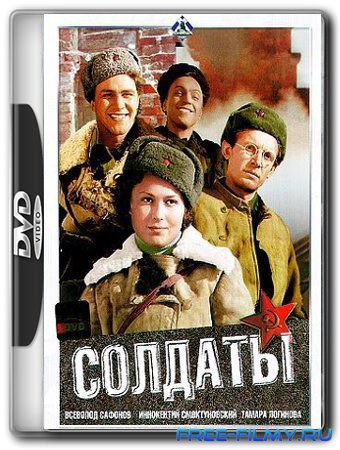 DVD
VIDEO
СОЛДАТЫ
ВСЕВОЛОД САФОНОВ ИННОКЕНТИЙ СМОКТУНОВСКИЙ ТАМАРА ЛОГИНОВА
FREE-FILMY.RU